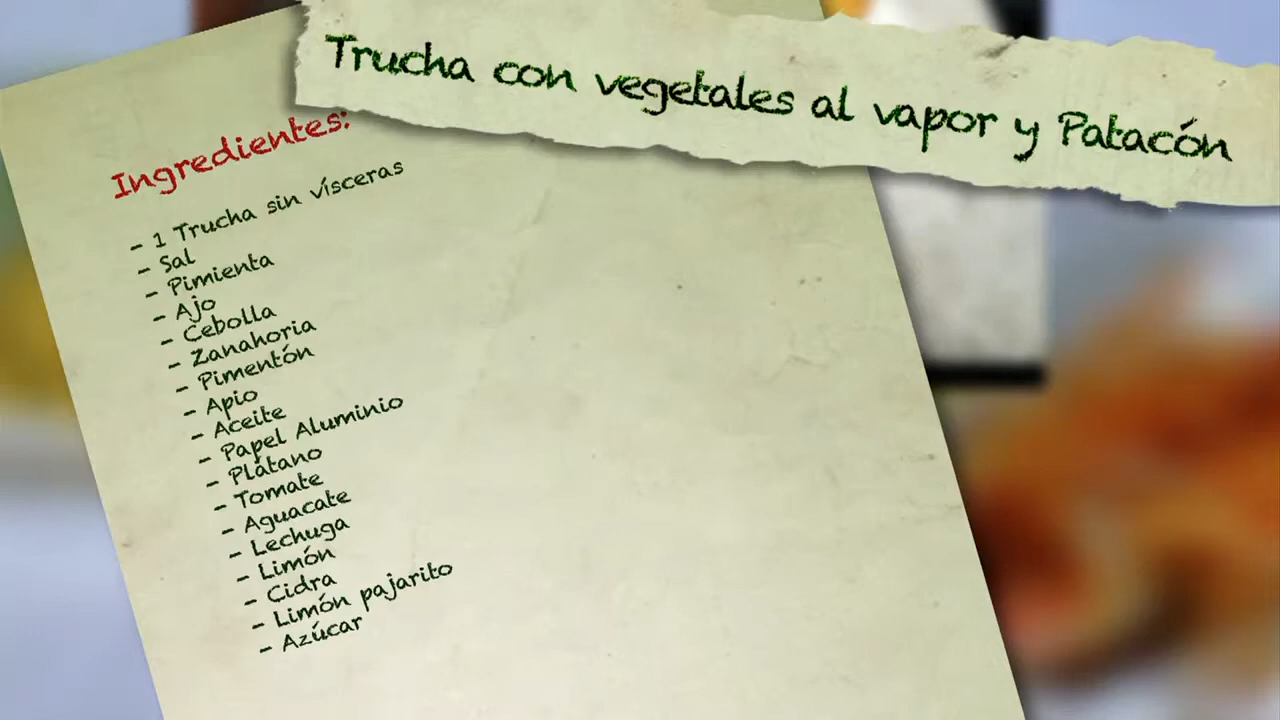 Trucha con vegetales al vapor y Patacón
Ingredientes:
- 1 Trucha sin vísceras
- Sal
- Pimienta
- Ajo
- Cebolla
- Zanahoria
- Pimentón
- Apio
- Aceite
- Papel Aluminio
- Plátano
- Tomate
- Aguacate
- Lechuga
- Limón
- Cidra
- Limón pajarito
- Azúcar